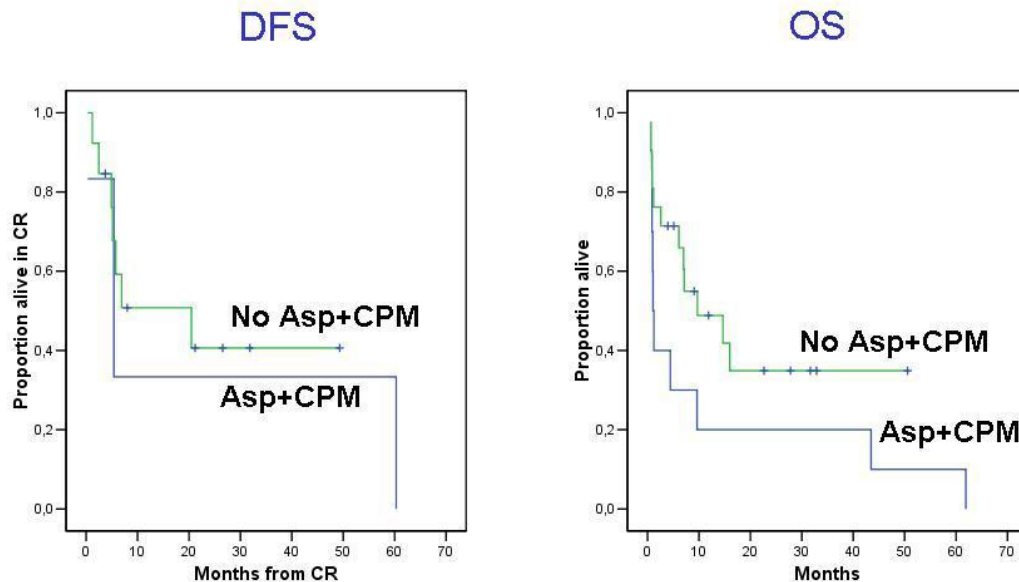 DFS
OS
Proportion alive in CR
1,0
0,8
0,6
0,4
0,2
0,0
No Asp+CPM
Asp+CPM
0 10 20 30 40 50 60 70
Months from CR
Proportion alive
1,0
0,8
0,6
0,4
0,2
0,0
No Asp+CPM
Asp+CPM
0 10 20 30 40 50 60 70
Months